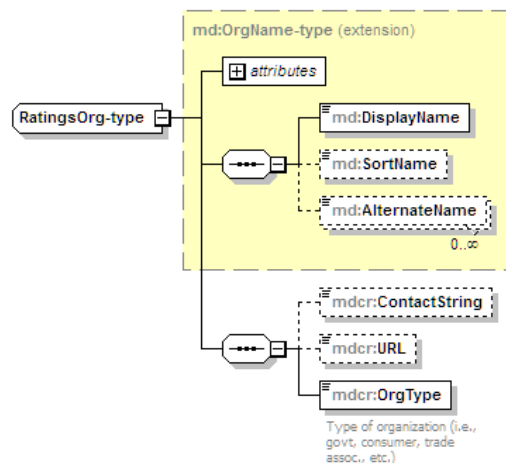 md:OrgName-type (extension)
attributes
RatingsOrg-type
md:DisplayName
md:SortName
md:AlternateName
0..∞
mdcr:ContactString
mdcr:URL
mdcr:OrgType
Type of organization (i.e.,
govt, consumer, trade
assoc., etc.)